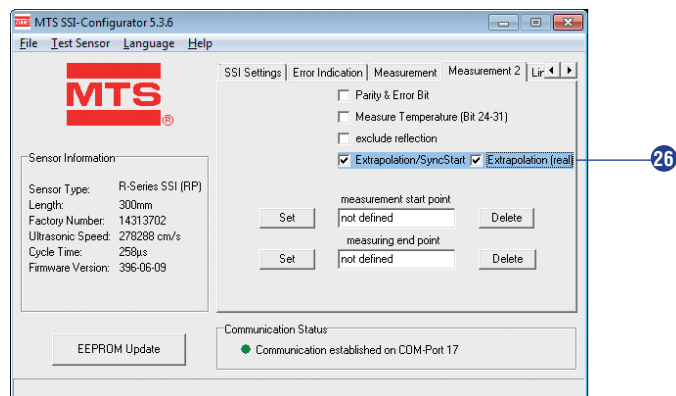 MTS SSI-Configurator 5.3.6
File Test Sensor Language Help
MTS
®
Sensor Information
Sensor Type: R-Series SSI (RP)
Length: 300mm
Factory Number: 14313702
Ultrasonic Speed: 278288 cm/s
Cycle Time: 258µs
Firmware Version: 396-06-09
EEPROM Update
SSI Settings Error Indication Measurement Measurement 2 Lir
Parity & Error Bit
Measure Temperature (Bit 24-31)
exclude reflection
Extrapolation/SyncStart Extrapolation (real)
26
measurement start point
Set not defined Delete
measuring end point
Set not defined Delete
Communication Status
Communication established on COM-Port 17